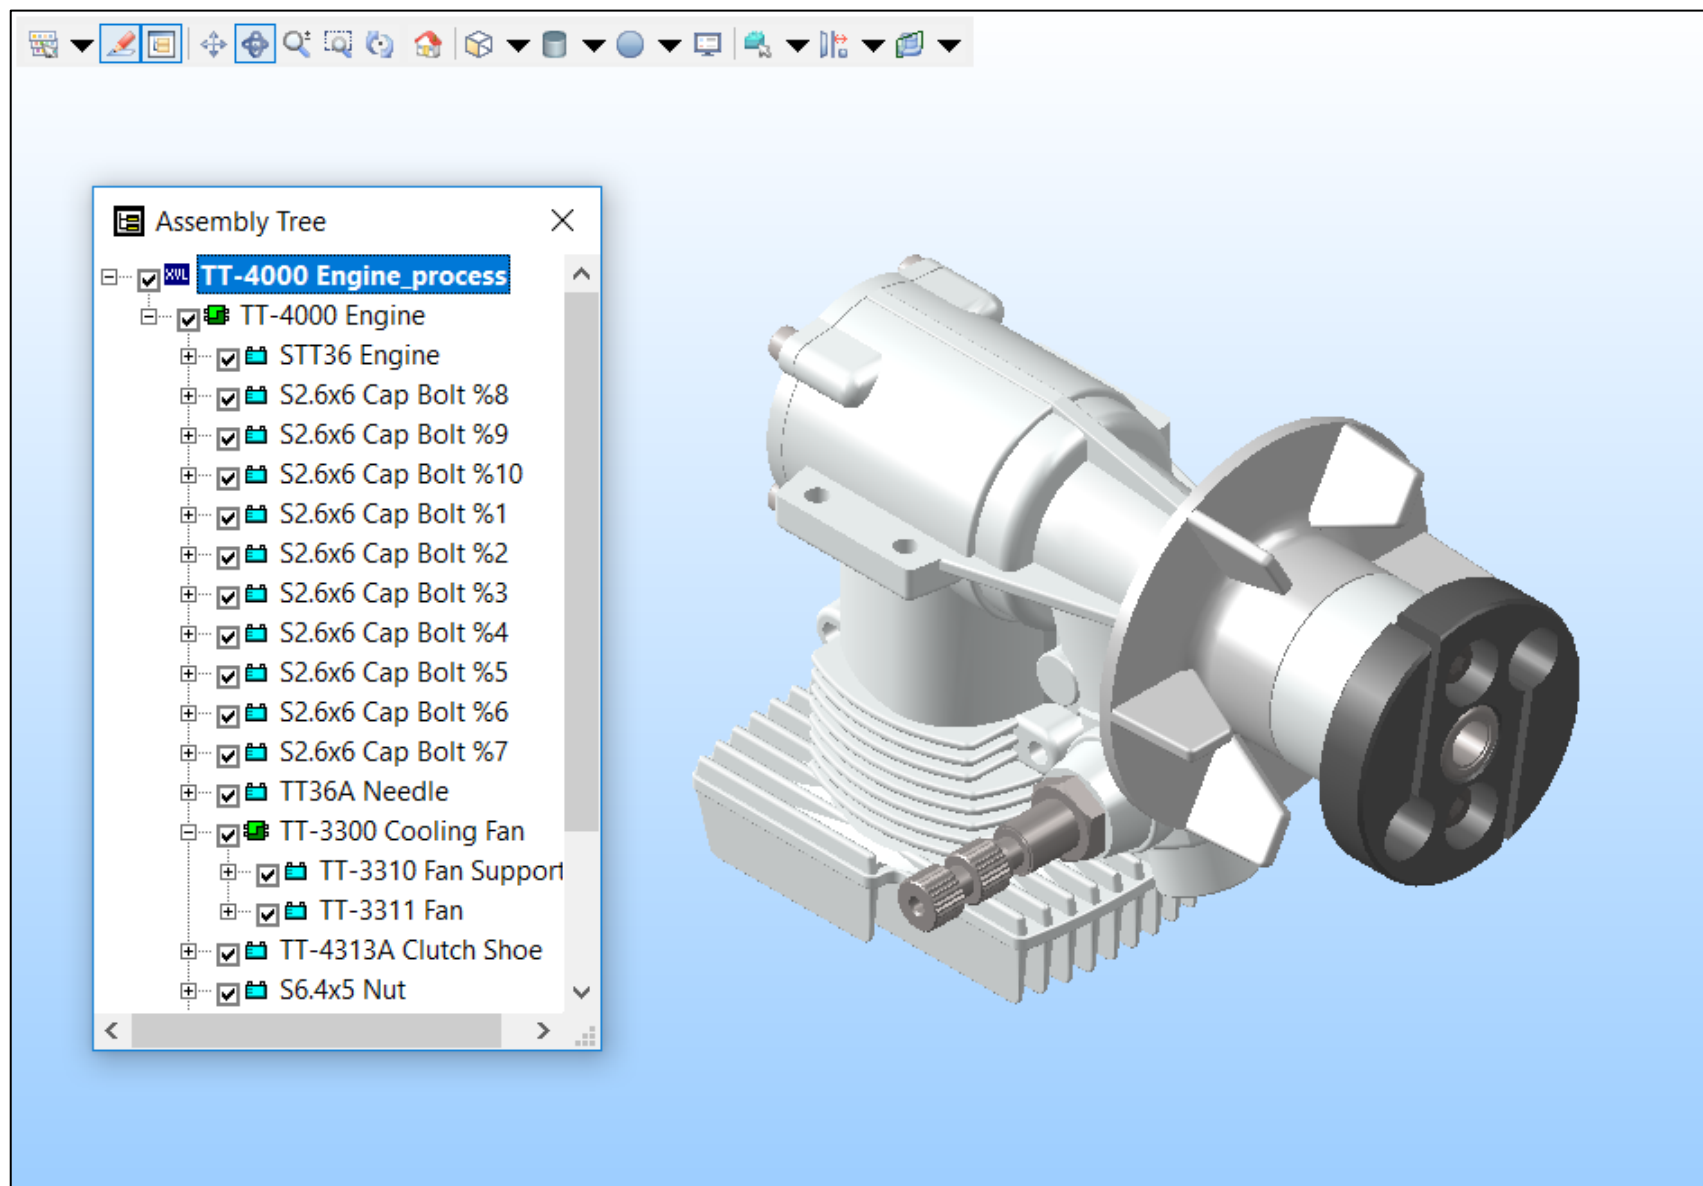 Assembly Tree
XVL TT-4000 Engine_process
TT-4000 Engine
STT36 Engine
S2.6x6 Cap Bolt %8
S2.6x6 Cap Bolt %9
S2.6x6 Cap Bolt %10
S2.6x6 Cap Bolt %1
S2.6x6 Cap Bolt %2
S2.6x6 Cap Bolt %3
S2.6x6 Cap Bolt %4
S2.6x6 Cap Bolt %5
S2.6x6 Cap Bolt %6
S2.6x6 Cap Bolt %7
TT36A Needle
TT-3300 Cooling Fan
TT-3310 Fan Support
TT-3311 Fan
TT-4313A Clutch Shoe
S6.4x5 Nut